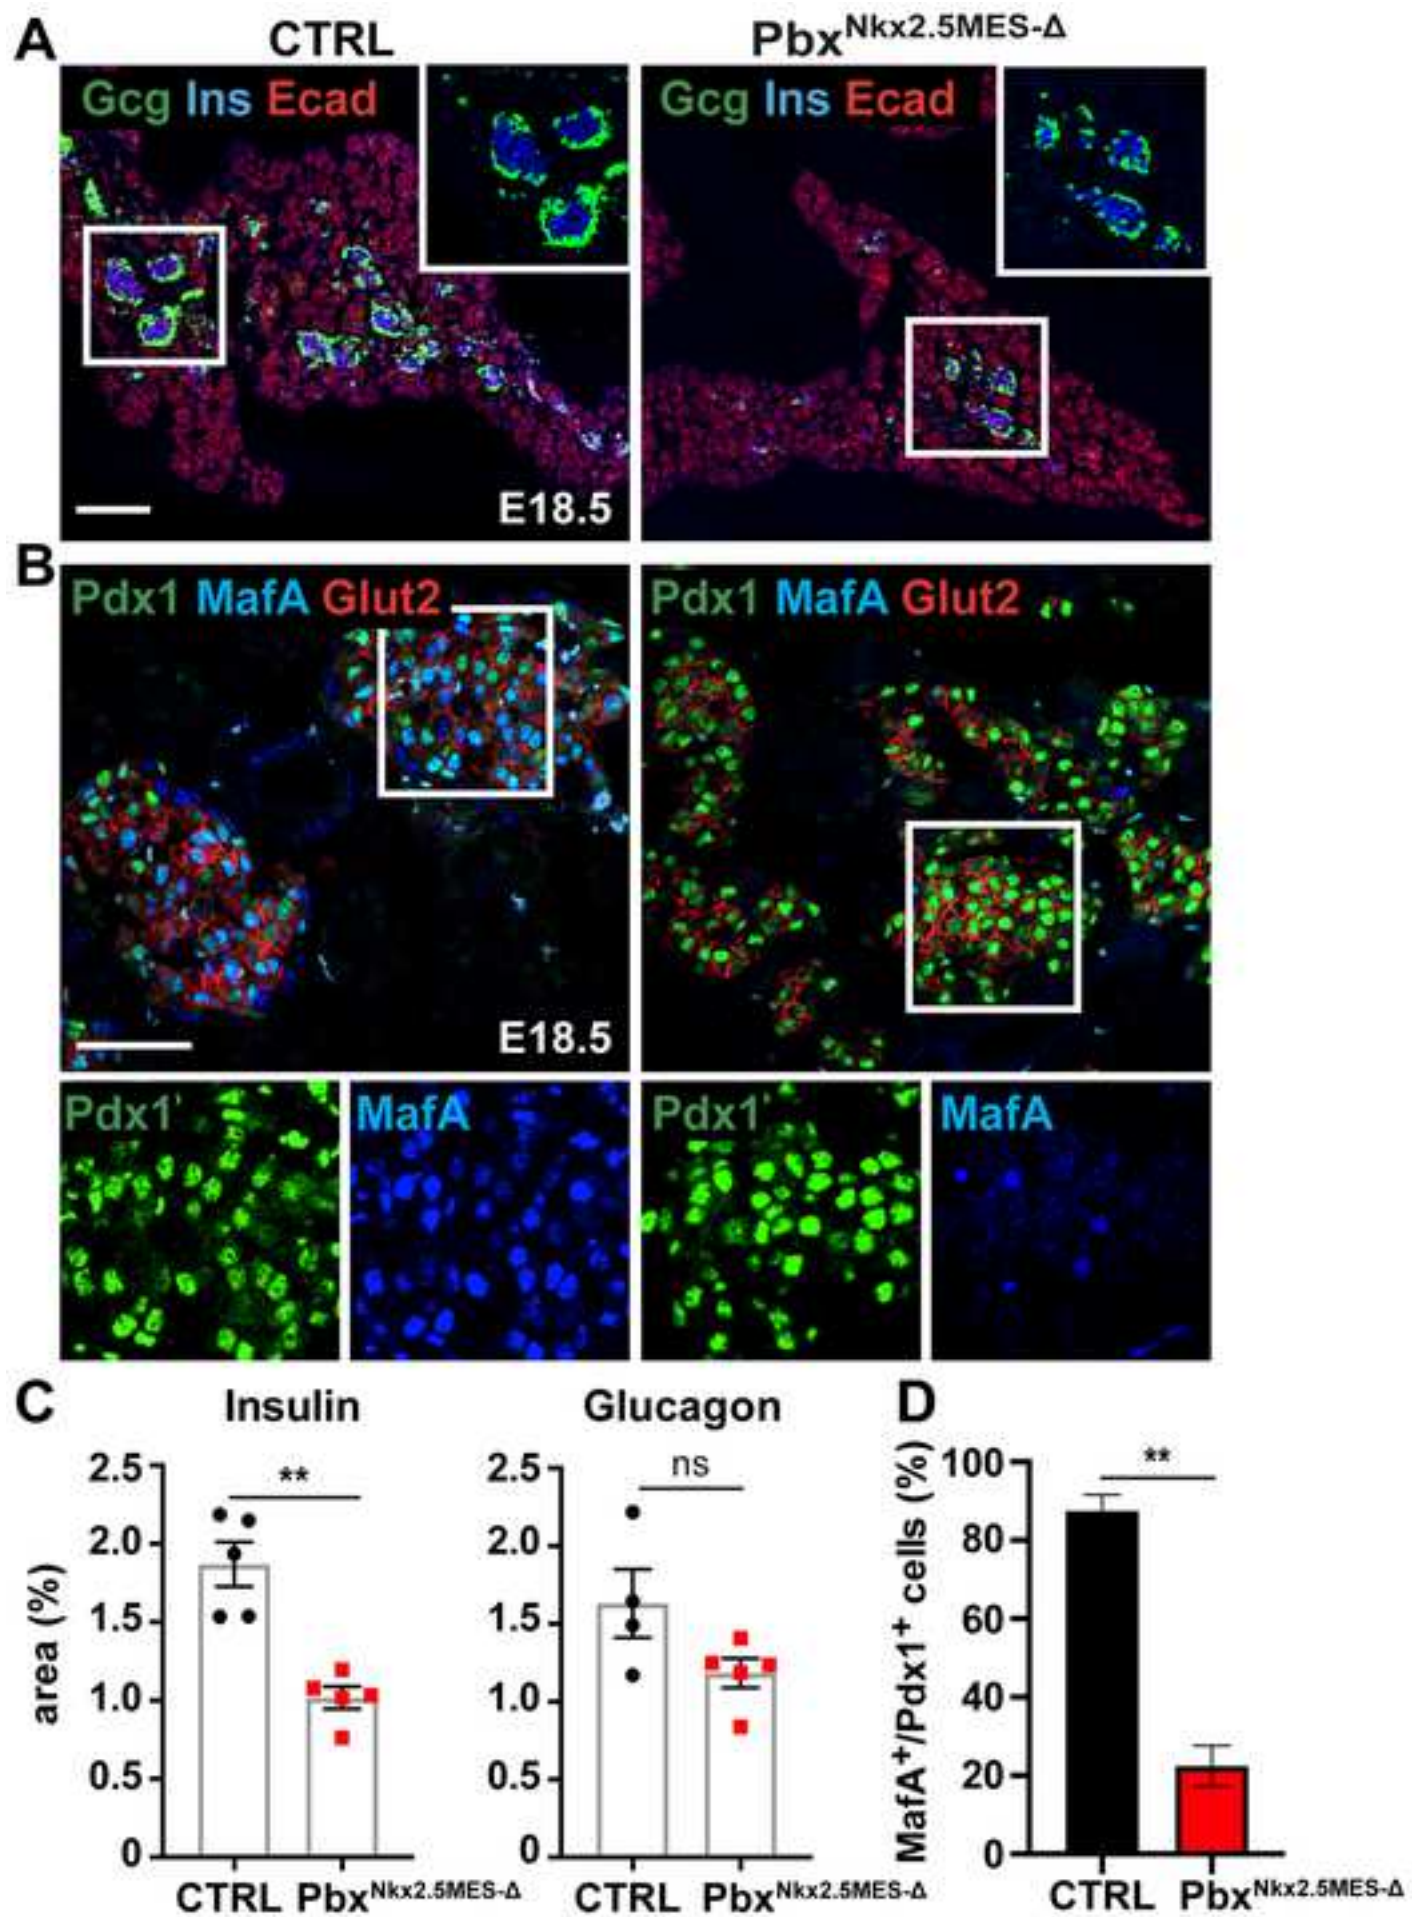 A
CTRL
Pbx^Nkx2.5MES-Δ
Gcg Ins Ecad
Gcg Ins Ecad
E18.5
B
Pdx1 MafA Glut2
Pdx1 MafA Glut2
E18.5
Pdx1
MafA
Pdx1
MafA
C
Insulin
Glucagon
D
area (%)
2.5
2.0
1.5
1.0
0.5
0
**
CTRL
Pbx^Nkx2.5MES-Δ
2.5
2.0
1.5
1.0
0.5
0
ns
CTRL
Pbx^Nkx2.5MES-Δ
MafA⁺/Pdx1⁺ cells (%)
100
80
60
40
20
0
**
CTRL
Pbx^Nkx2.5MES-Δ